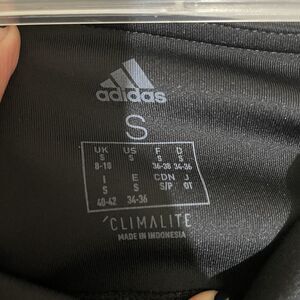 adidas
S
UK US F D
S S S S
8-10 36-38 34-36
I E CDN J
S S S/P OT
40-42 34-36
CLIMALITE
MADE IN INDONESIA